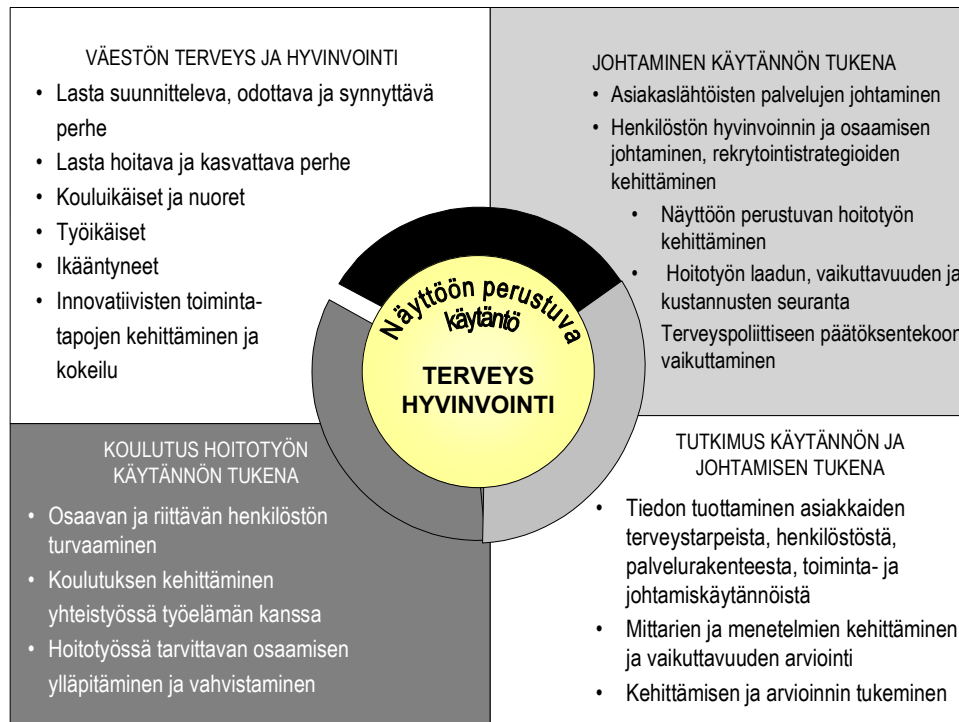 VÄESTÖN TERVEYS JA HYVINVOINTI
• Lasta suunnitteleva, odottava ja synnyttävä
perhe
• Lasta hoitava ja kasvattava perhe
• Kouluikäiset ja nuoret
• Työikäiset
• Ikääntyneet
• Innovatiivisten toiminta-
tapojen kehittäminen ja
kokeilu
JOHTAMINEN KÄYTÄNNÖN TUKENA
• Asiakaslähtöisten palvelujen johtaminen
• Henkilöstön hyvinvoinnin ja osaamisen
johtaminen, rekrytointistrategioiden
kehittäminen
• Näyttöön perustuvan hoitotyön
kehittäminen
• Hoitotyön laadun, vaikuttavuuden ja
kustannusten seuranta
Terveyspoliittiseen päätöksentekoon
vaikuttaminen
Näyttöön perustuva
käytäntö
TERVEYS
HYVINVOINTI
KOULUTUS HOITOTYÖN
KÄYTÄNNÖN TUKENA
• Osaavan ja riittävän henkilöstön
turvaaminen
• Koulutuksen kehittäminen
yhteistyössä työelämän kanssa
• Hoitotyössä tarvittavan osaamisen
ylläpitäminen ja vahvistaminen
TUTKIMUS KÄYTÄNNÖN JA
JOHTAMISEN TUKENA
• Tiedon tuottaminen asiakkaiden
terveystarpeista, henkilöstöstä,
palvelurakenteesta, toiminta- ja
johtamiskäytännöistä
• Mittarien ja menetelmien kehittäminen
ja vaikuttavuuden arviointi
• Kehittämisen ja arvioinnin tukeminen